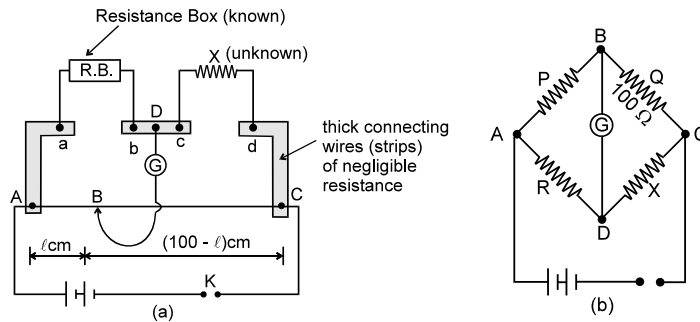 Resistance Box (known)
R.B.
X (unknown)
D
a
b
c
d
G
thick connecting
wires (strips)
of negligible
resistance
A
B
C
ℓcm
(100 - ℓ)cm
K
(a)
B
P
Q
100 Ω
A
G
C
R
X
D
(b)